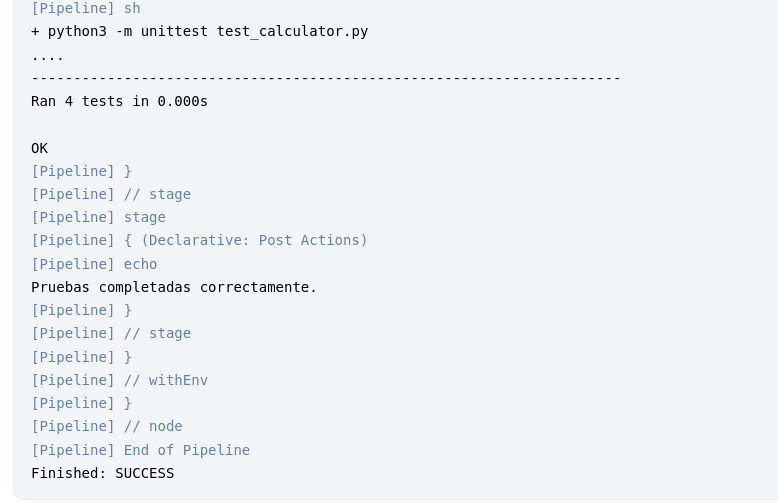 [Pipeline] sh
+ python3 -m unittest test_calculator.py
....
----------------------------------------------------------------------
Ran 4 tests in 0.000s

OK
[Pipeline] }
[Pipeline] // stage
[Pipeline] stage
[Pipeline] { (Declarative: Post Actions)
[Pipeline] echo
Pruebas completadas correctamente.
[Pipeline] }
[Pipeline] // stage
[Pipeline] }
[Pipeline] // withEnv
[Pipeline] }
[Pipeline] // node
[Pipeline] End of Pipeline
Finished: SUCCESS